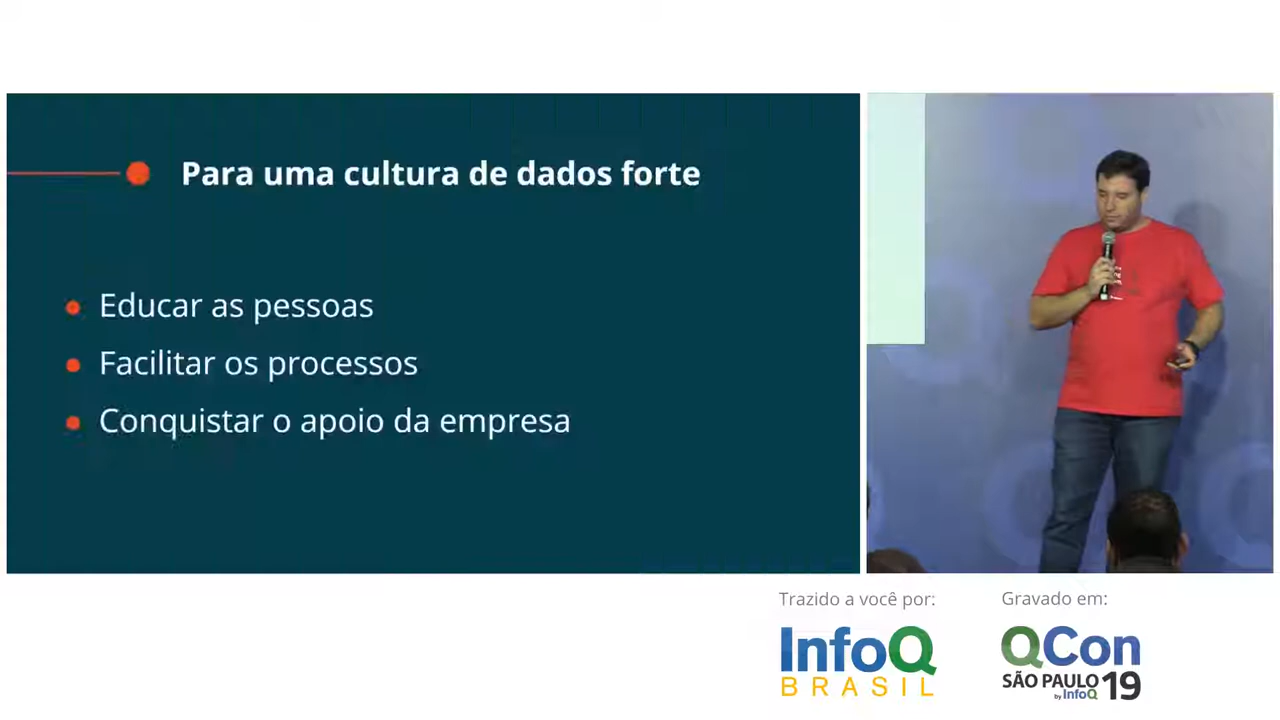 Para uma cultura de dados forte
Educar as pessoas
Facilitar os processos
Conquistar o apoio da empresa
Trazido a você por:
InfoQ
BRASIL
Gravado em:
QCon
SÃO PAULO 19
by InfoQ